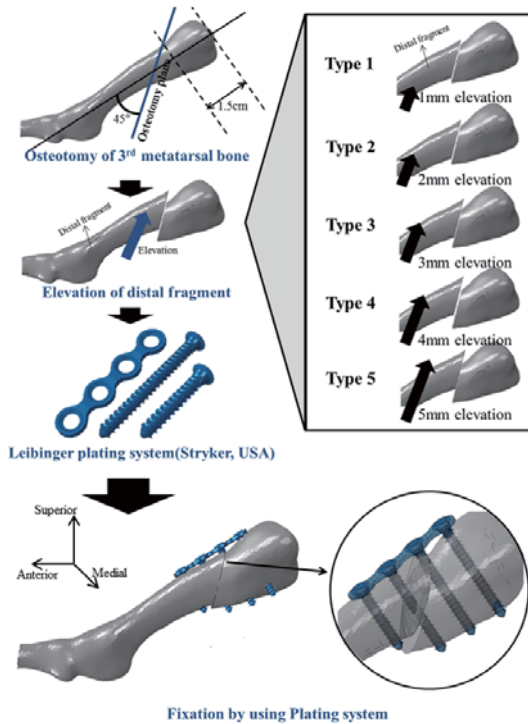 45°
Osteotomy plane
1.5cm
Osteotomy of 3rd metatarsal bone
Distal fragment
Elevation
Elevation of distal fragment
Leibinger plating system(Stryker, USA)
Type 1
Distal fragment
1mm elevation
Type 2
2mm elevation
Type 3
3mm elevation
Type 4
4mm elevation
Type 5
5mm elevation
Superior
Anterior
Medial
Fixation by using Plating system